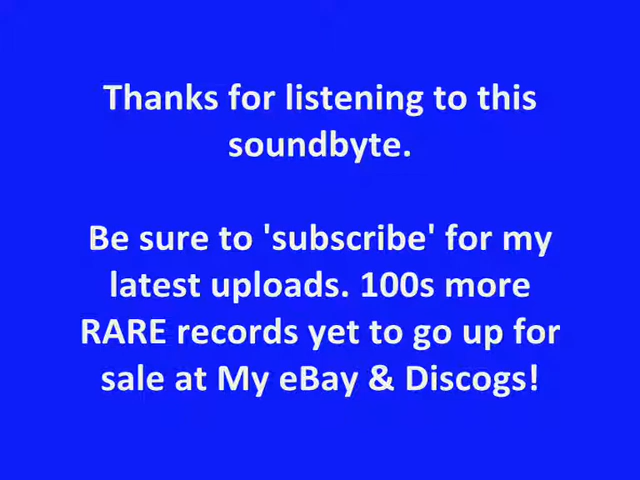 Thanks for listening to this
soundbyte.
Be sure to 'subscribe' for my
latest uploads. 100s more
RARE records yet to go up for
sale at My eBay & Discogs!